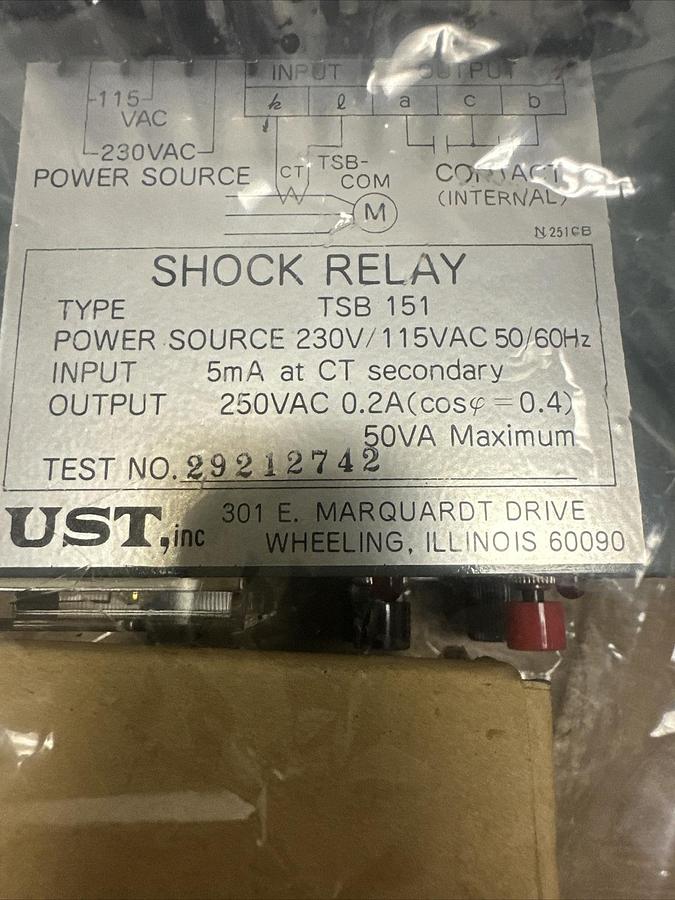 INPUT OUTPUT
k ℓ a c b
115
VAC
230VAC
POWER SOURCE
CT TSB-
COM
M
CONTACT
(INTERNAL)
N251CB
SHOCK RELAY
TYPE TSB 151
POWER SOURCE 230V/115VAC 50/60Hz
INPUT 5mA at CT secondary
OUTPUT 250VAC 0.2A(cosφ=0.4)
50VA Maximum
TEST NO. 29212742
UST,inc 301 E. MARQUARDT DRIVE
WHEELING, ILLINOIS 60090